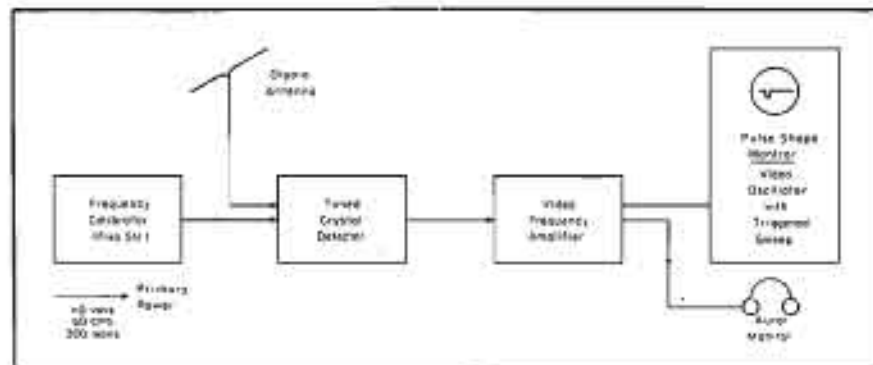 Antenna
Frequency
Calibrator
Tuned
Crystal
Detector
Video
Frequency
Amplifier
Pulse Shape
Monitor
Video
Oscillator
with
Triggered
Sweep
Primary
Power
60 CPS
Aural
Monitor